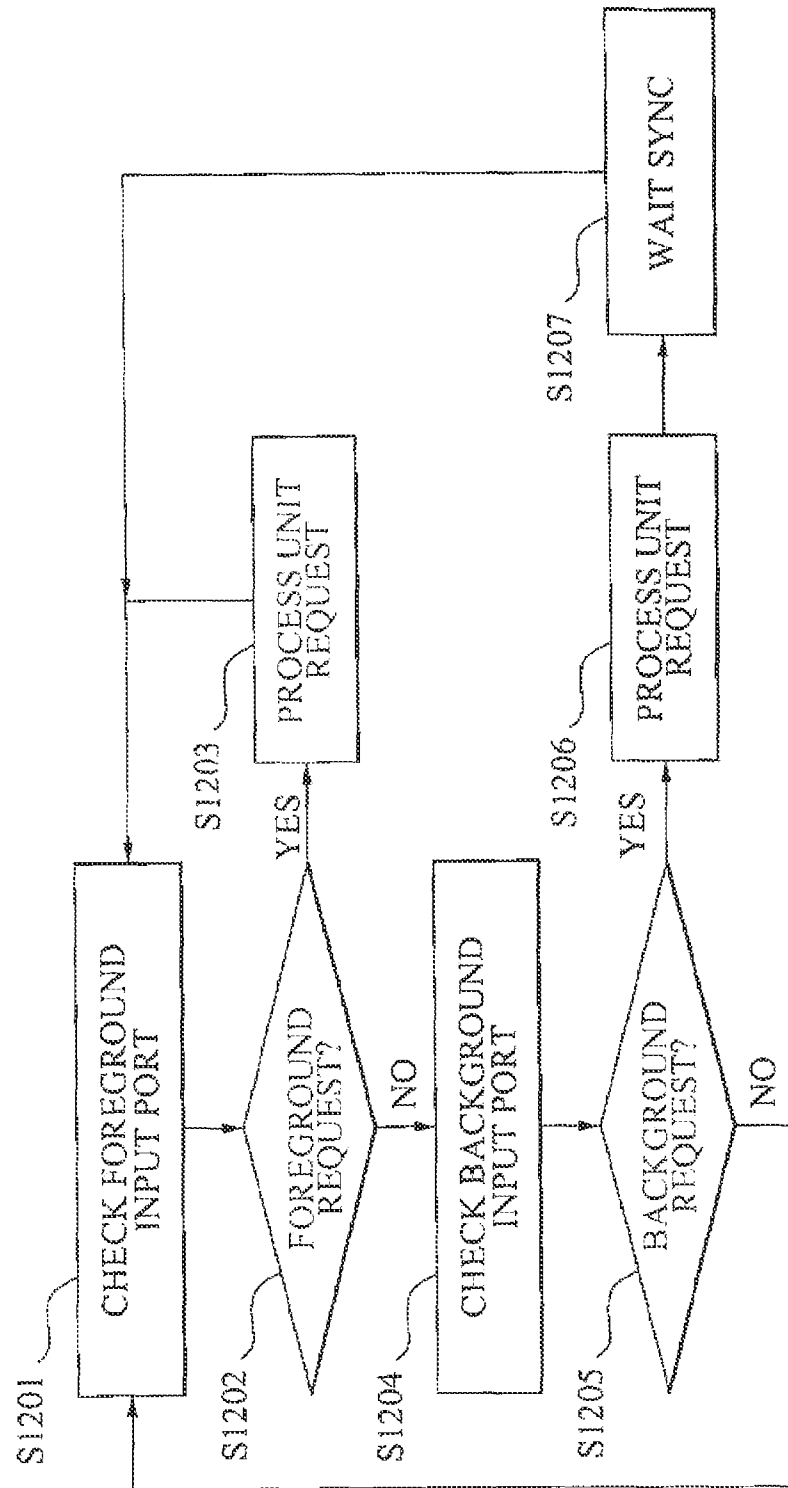 S1201
CHECK FOREGROUND
INPUT PORT
S1202
FOREGROUND
REQUEST?
YES
S1203
PROCESS UNIT
REQUEST
NO
S1204
CHECK BACKGROUND
INPUT PORT
S1205
BACKGROUND
REQUEST?
YES
S1206
PROCESS UNIT
REQUEST
S1207
WAIT SYNC
NO